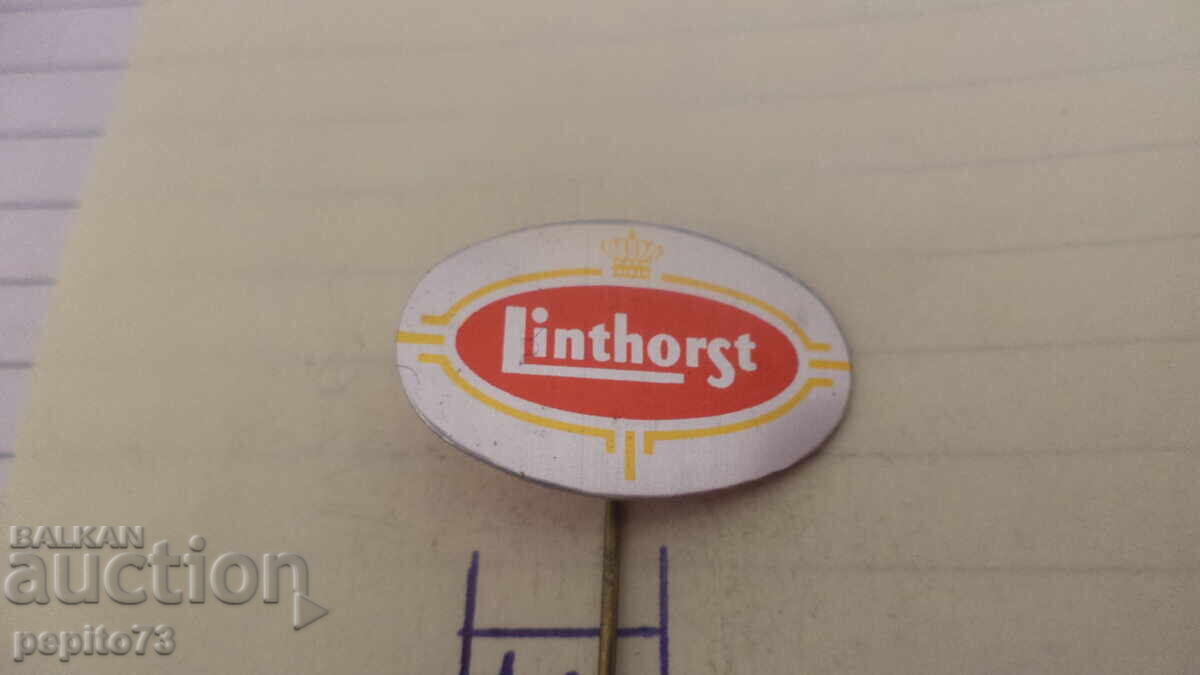 Linthorst
BALKAN
auction
pepito73